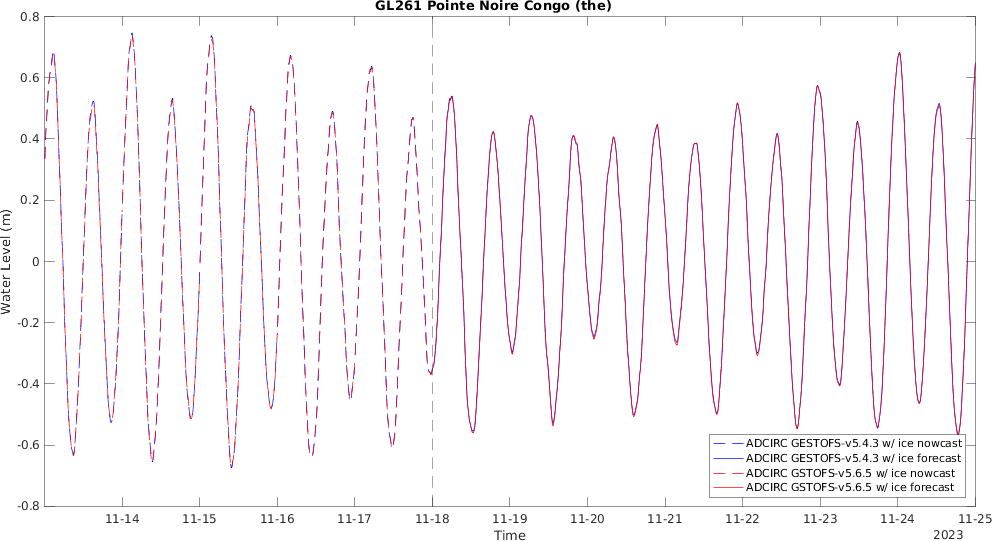 GL261 Pointe Noire Congo (the)
0.8
0.6
0.4
0.2
0
-0.2
-0.4
-0.6
-0.8
Water Level (m)
ADCIRC GESTOFS-v5.4.3 w/ ice nowcast
ADCIRC GESTOFS-v5.4.3 w/ ice forecast
ADCIRC GSTOFS-v5.6.5 w/ ice nowcast
ADCIRC GSTOFS-v5.6.5 w/ ice forecast
11-14 11-15 11-16 11-17 11-18 11-19 11-20 11-21 11-22 11-23 11-24 11-25
Time
2023